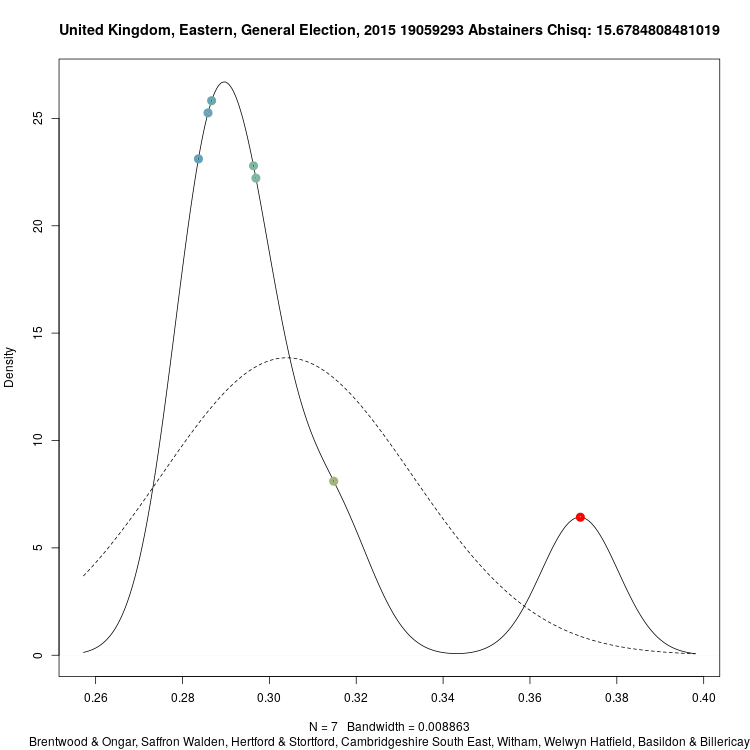 United Kingdom, Eastern, General Election, 2015 19059293 Abstainers Chisq: 15.6784808481019
Density
25
20
15
10
5
0
0.26 0.28 0.30 0.32 0.34 0.36 0.38 0.40
N = 7 Bandwidth = 0.008863
Brentwood & Ongar, Saffron Walden, Hertford & Stortford, Cambridgeshire South East, Witham, Welwyn Hatfield, Basildon & Billericay